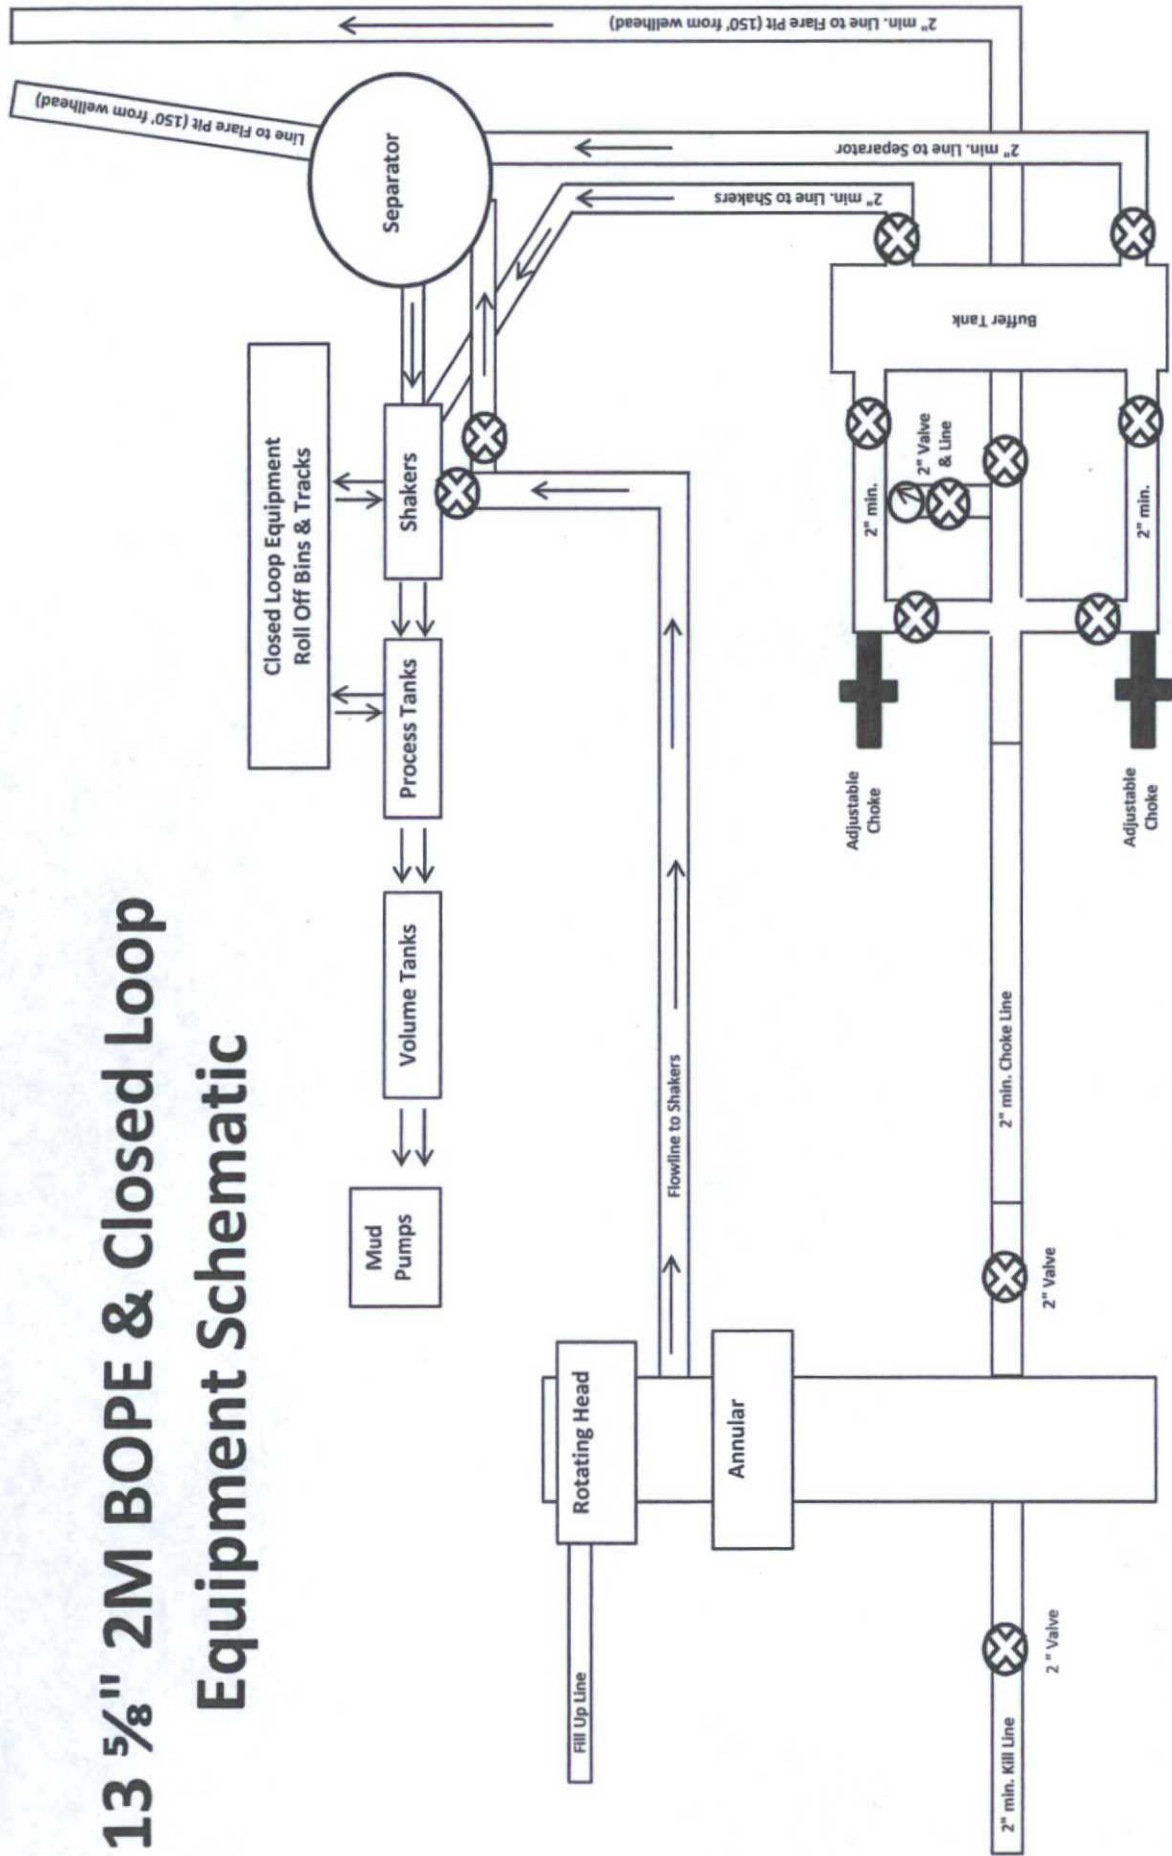 13 ⅝" 2M BOPE & Closed Loop
Equipment Schematic
2" min. Line to Flare Pit (150' from wellhead)
Line to Flare Pit (150' from wellhead)
Separator
2" min. Line to Separator
2" min. Line to Shakers
Closed Loop Equipment
Roll Off Bins & Tracks
Mud
Pumps
Volume Tanks
Process Tanks
Shakers
Fill Up Line
Rotating Head
Flowline to Shakers
Annular
Adjustable
Choke
2" min.
2" Valve
& Line
Buffer Tank
2" min. Kill Line
2 " Valve
2" Valve
2" min. Choke Line
2" min.
Adjustable
Choke